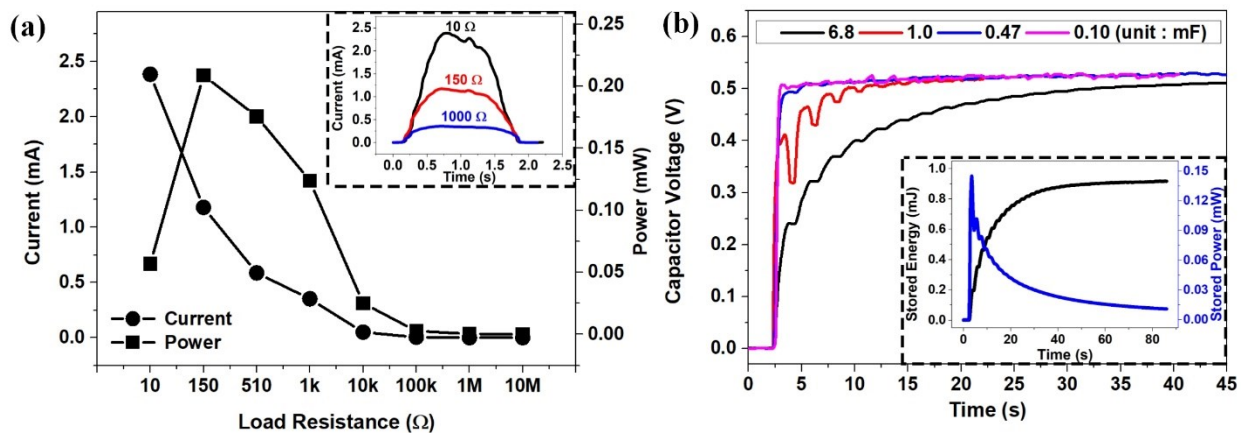 (a)
Current (mA)
2.5
2.0
1.5
1.0
0.5
0.0
Current
Power
10 150 510 1k 10k 100k 1M 10M
Load Resistance (Ω)
0.25
0.20
0.15
0.10
0.05
0.00
Power (mW)
Current (mA)
2.5
2.0
1.5
1.0
0.5
0.0
10 Ω
150 Ω
1000 Ω
0.0 0.5 1.0 1.5 2.0 2.5
Time (s)
(b)
6.8 1.0 0.47 0.10 (unit : mF)
Capacitor Voltage (V)
0.6
0.5
0.4
0.3
0.2
0.1
0.0
0 5 10 15 20 25 30 35 40 45
Time (s)
Stored Energy (mJ)
1.0
0.8
0.6
0.4
0.2
0.0
0 20 40 60 80
Time (s)
0.15
0.12
0.09
0.06
0.03
0.00
Stored Power (mW)